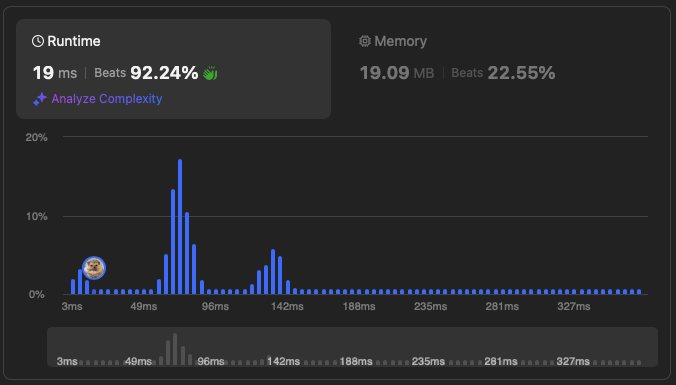 Runtime
19 ms | Beats 92.24%
Analyze Complexity
Memory
19.09 MB | Beats 22.55%
20%
10%
0%
3ms 49ms 96ms 142ms 188ms 235ms 281ms 327ms
3ms 49ms 96ms 142ms 188ms 235ms 281ms 327ms